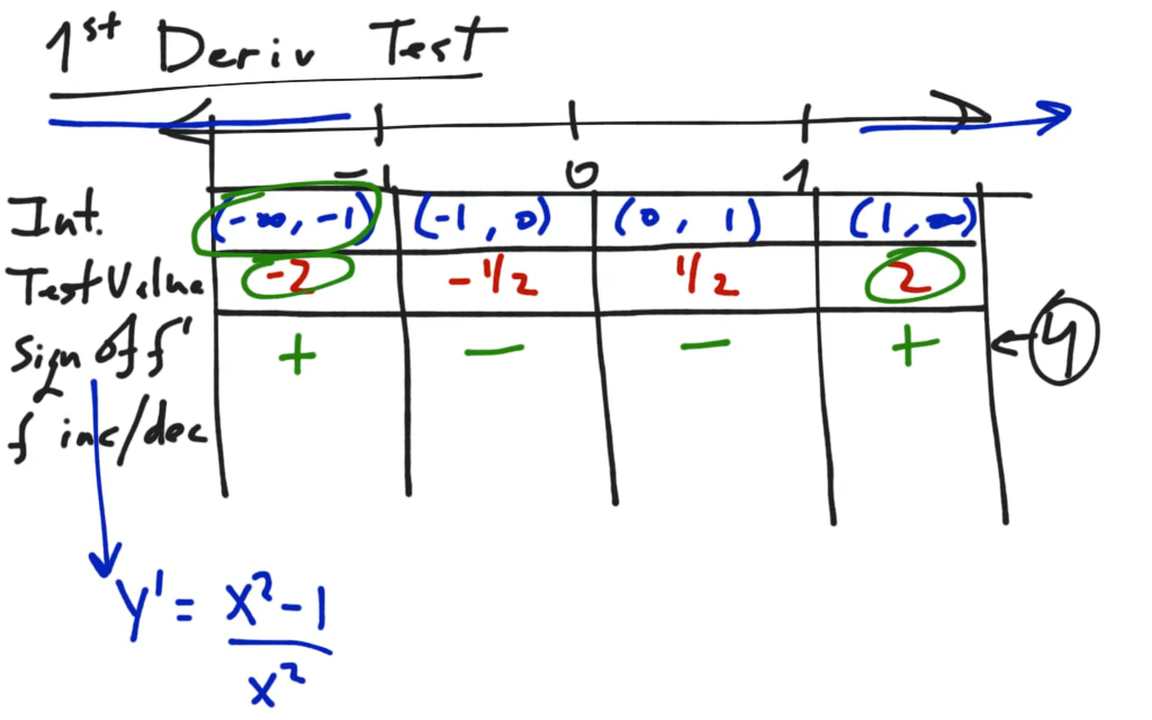 1st Deriv Test
-1 0 1
Int. (-∞, -1) (-1, 0) (0, 1) (1, ∞)
Test Value -2 -1/2 1/2 2
Sign of f' + − − + ← 4
f inc/dec
Y' = x²-1
x²